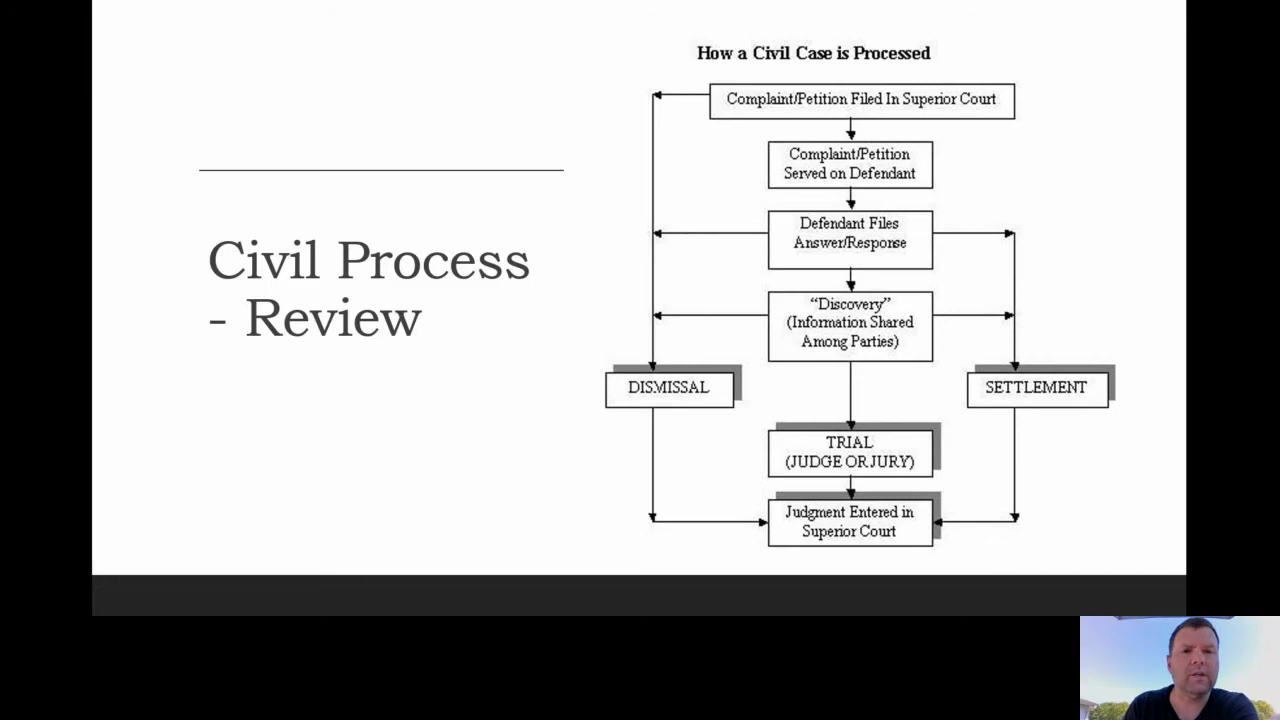 Civil Process
- Review
How a Civil Case is Processed
Complaint/Petition Filed In Superior Court
Complaint/Petition
Served on Defendant
Defendant Files
Answer/Response
“Discovery”
(Information Shared
Among Parties)
DISMISSAL
SETTLEMENT
TRIAL
(JUDGE OR JURY)
Judgment Entered in
Superior Court